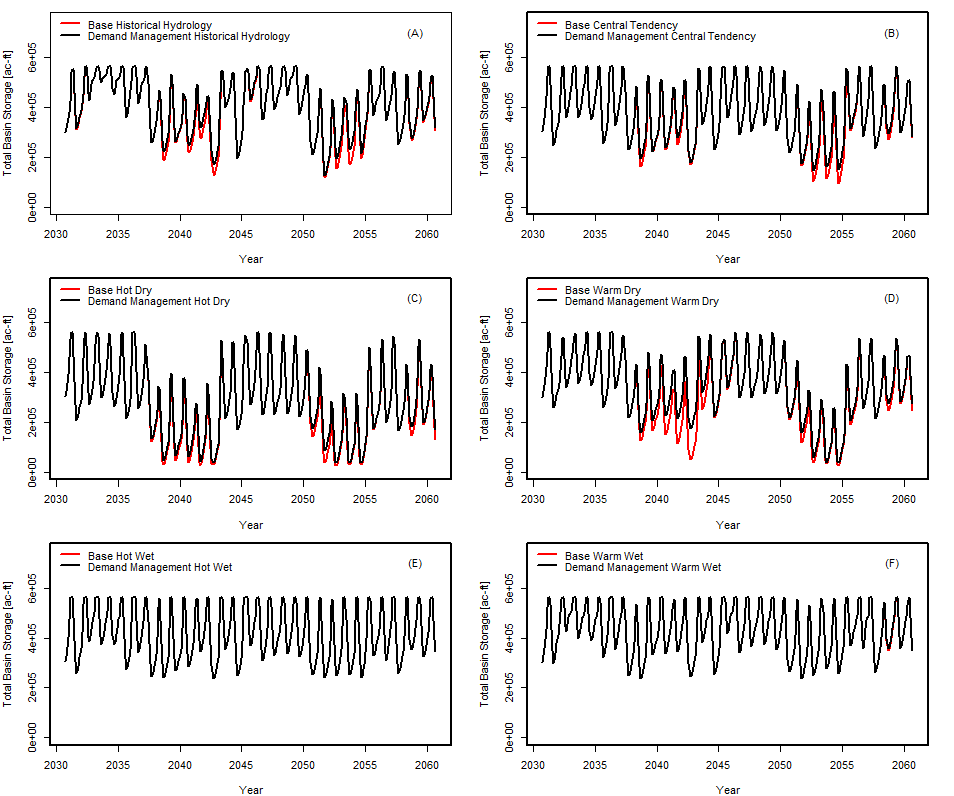 Base Historical Hydrology
Demand Management Historical Hydrology
(A)
Total Basin Storage [ac-ft]
0e+00 2e+05 4e+05 6e+05
2030 2035 2040 2045 2050 2055 2060
Year
Base Central Tendency
Demand Management Central Tendency
(B)
Total Basin Storage [ac-ft]
0e+00 2e+05 4e+05 6e+05
2030 2035 2040 2045 2050 2055 2060
Year
Base Hot Dry
Demand Management Hot Dry
(C)
Total Basin Storage [ac-ft]
0e+00 2e+05 4e+05 6e+05
2030 2035 2040 2045 2050 2055 2060
Year
Base Warm Dry
Demand Management Warm Dry
(D)
Total Basin Storage [ac-ft]
0e+00 2e+05 4e+05 6e+05
2030 2035 2040 2045 2050 2055 2060
Year
Base Hot Wet
Demand Management Hot Wet
(E)
Total Basin Storage [ac-ft]
0e+00 2e+05 4e+05 6e+05
2030 2035 2040 2045 2050 2055 2060
Year
Base Warm Wet
Demand Management Warm Wet
(F)
Total Basin Storage [ac-ft]
0e+00 2e+05 4e+05 6e+05
2030 2035 2040 2045 2050 2055 2060
Year